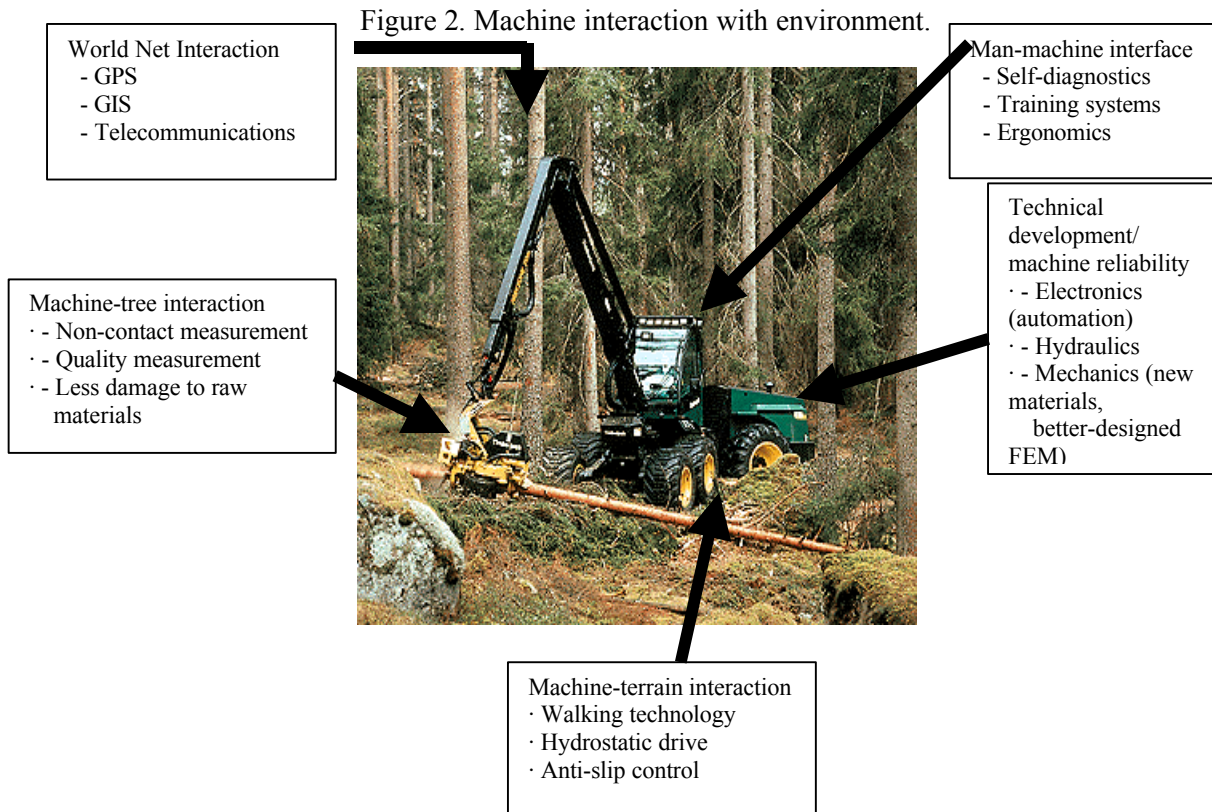 Figure 2. Machine interaction with environment.
World Net Interaction
- GPS
- GIS
- Telecommunications
Man-machine interface
- Self-diagnostics
- Training systems
- Ergonomics
Technical
development/
machine reliability
· - Electronics
(automation)
· - Hydraulics
· - Mechanics (new
materials,
better-designed
FEM)
Machine-tree interaction
· - Non-contact measurement
· - Quality measurement
· - Less damage to raw
materials
Machine-terrain interaction
· Walking technology
· Hydrostatic drive
· Anti-slip control